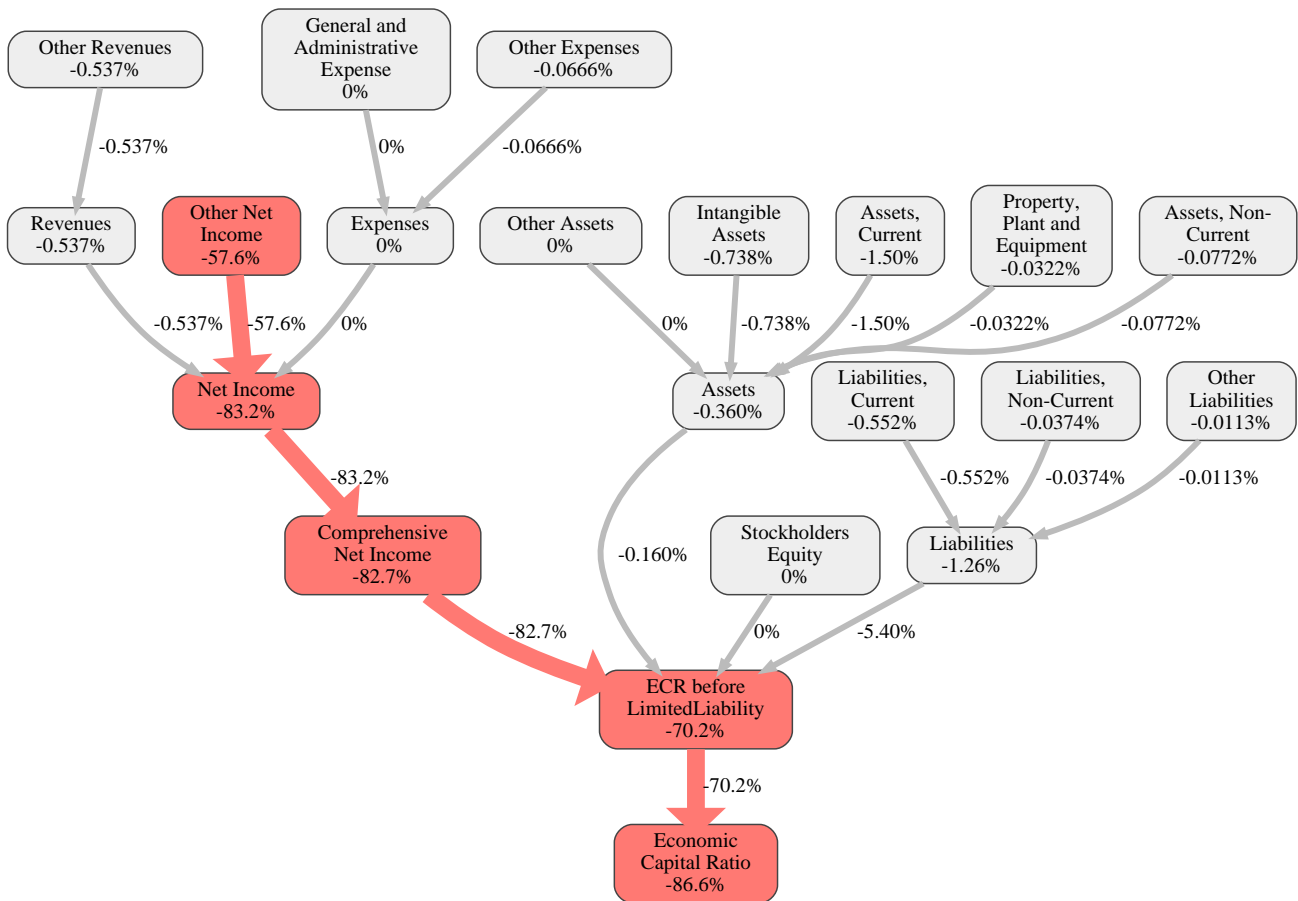 Other Revenues
-0.537%
General and
Administrative
Expense
0%
Other Expenses
-0.0666%
-0.537%
0%
-0.0666%
Revenues
-0.537%
Other Net
Income
-57.6%
Expenses
0%
Other Assets
0%
Intangible
Assets
-0.738%
Assets,
Current
-1.50%
Property,
Plant and
Equipment
-0.0322%
Assets, Non-
Current
-0.0772%
-0.537%
-57.6%
0%
0%
-0.738%
-1.50%
-0.0322%
-0.0772%
Net Income
-83.2%
Assets
-0.360%
Liabilities,
Current
-0.552%
Liabilities,
Non-Current
-0.0374%
Other
Liabilities
-0.0113%
-83.2%
-0.552%
-0.0374%
-0.0113%
Comprehensive
Net Income
-82.7%
-0.160%
Stockholders
Equity
0%
Liabilities
-1.26%
-82.7%
0%
-5.40%
ECR before
LimitedLiability
-70.2%
-70.2%
Economic
Capital Ratio
-86.6%